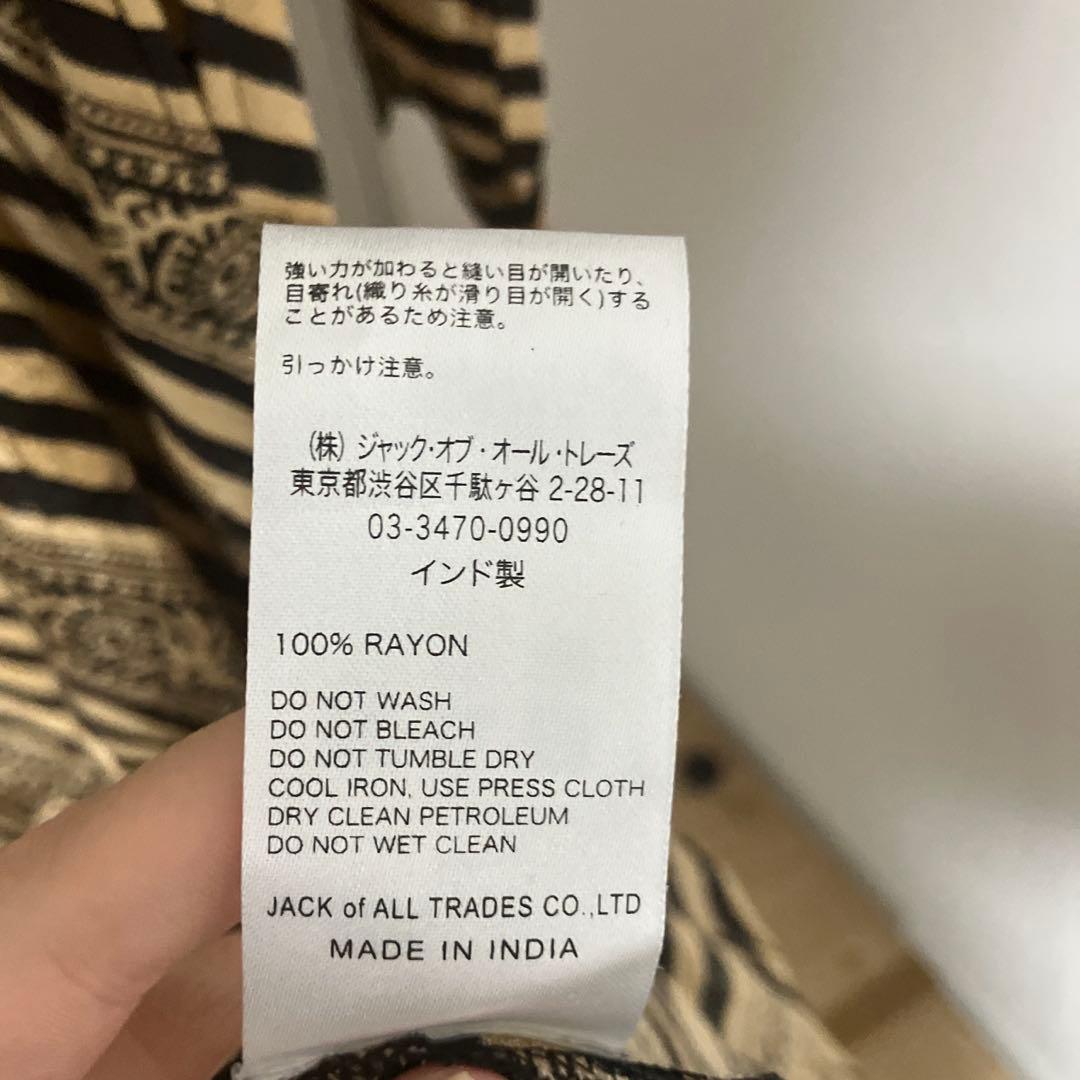 強い力が加わると縫い目が開いたり、
目寄れ(織り糸が滑り目が開く)する
ことがあるため注意。
引っかけ注意。
(株) ジャック・オブ・オール・トレーズ
東京都渋谷区千駄ヶ谷 2-28-11
03-3470-0990
インド製
100% RAYON
DO NOT WASH
DO NOT BLEACH
DO NOT TUMBLE DRY
COOL IRON, USE PRESS CLOTH
DRY CLEAN PETROLEUM
DO NOT WET CLEAN
JACK of ALL TRADES CO.,LTD
MADE IN INDIA